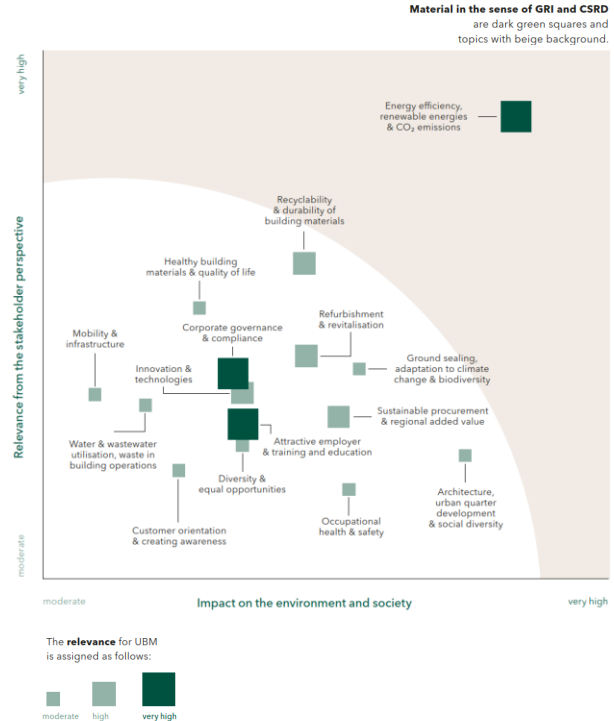 Material in the sense of GRI and CSRD
are dark green squares and
topics with beige background.
very high
Energy efficiency,
renewable energies
& CO₂ emissions
Recyclability
& durability of
building materials
Healthy building
materials & quality of life
Relevance from the stakeholder perspective
Corporate governance
& compliance
Refurbishment
& revitalisation
Mobility &
infrastructure
Innovation &
technologies
Ground sealing,
adaptation to climate
change & biodiversity
Sustainable procurement
& regional added value
Water & wastewater
utilisation, waste in
building operations
Attractive employer
& training and education
Diversity &
equal opportunities
Architecture,
urban quarter
development
& social diversity
Customer orientation
& creating awareness
Occupational
health & safety
moderate
moderate
Impact on the environment and society
very high
The relevance for UBM
is assigned as follows:
moderate
high
very high